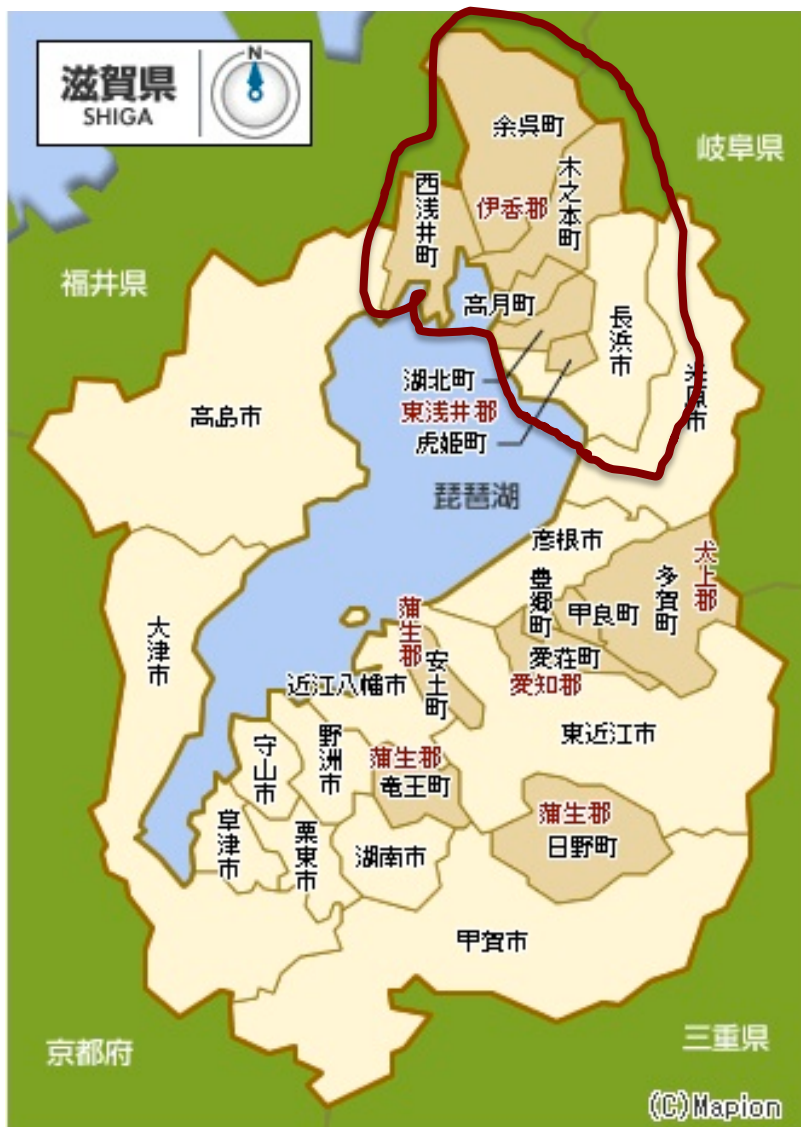 滋賀県
SHIGA
N
余呉町
岐阜県
木之本町
西浅井町
伊香郡
福井県
高月町
長浜市
米原市
湖北町
東浅井郡
虎姫町
高島市
琵琶湖
彦根市
犬上郡
多賀町
豊郷町
甲良町
大津市
蒲生郡
愛荘町
安土町
近江八幡市
愛知郡
東近江市
野洲市
守山市
蒲生郡
竜王町
草津市
栗東市
湖南市
蒲生郡
日野町
甲賀市
京都府
三重県
(C)Mapion